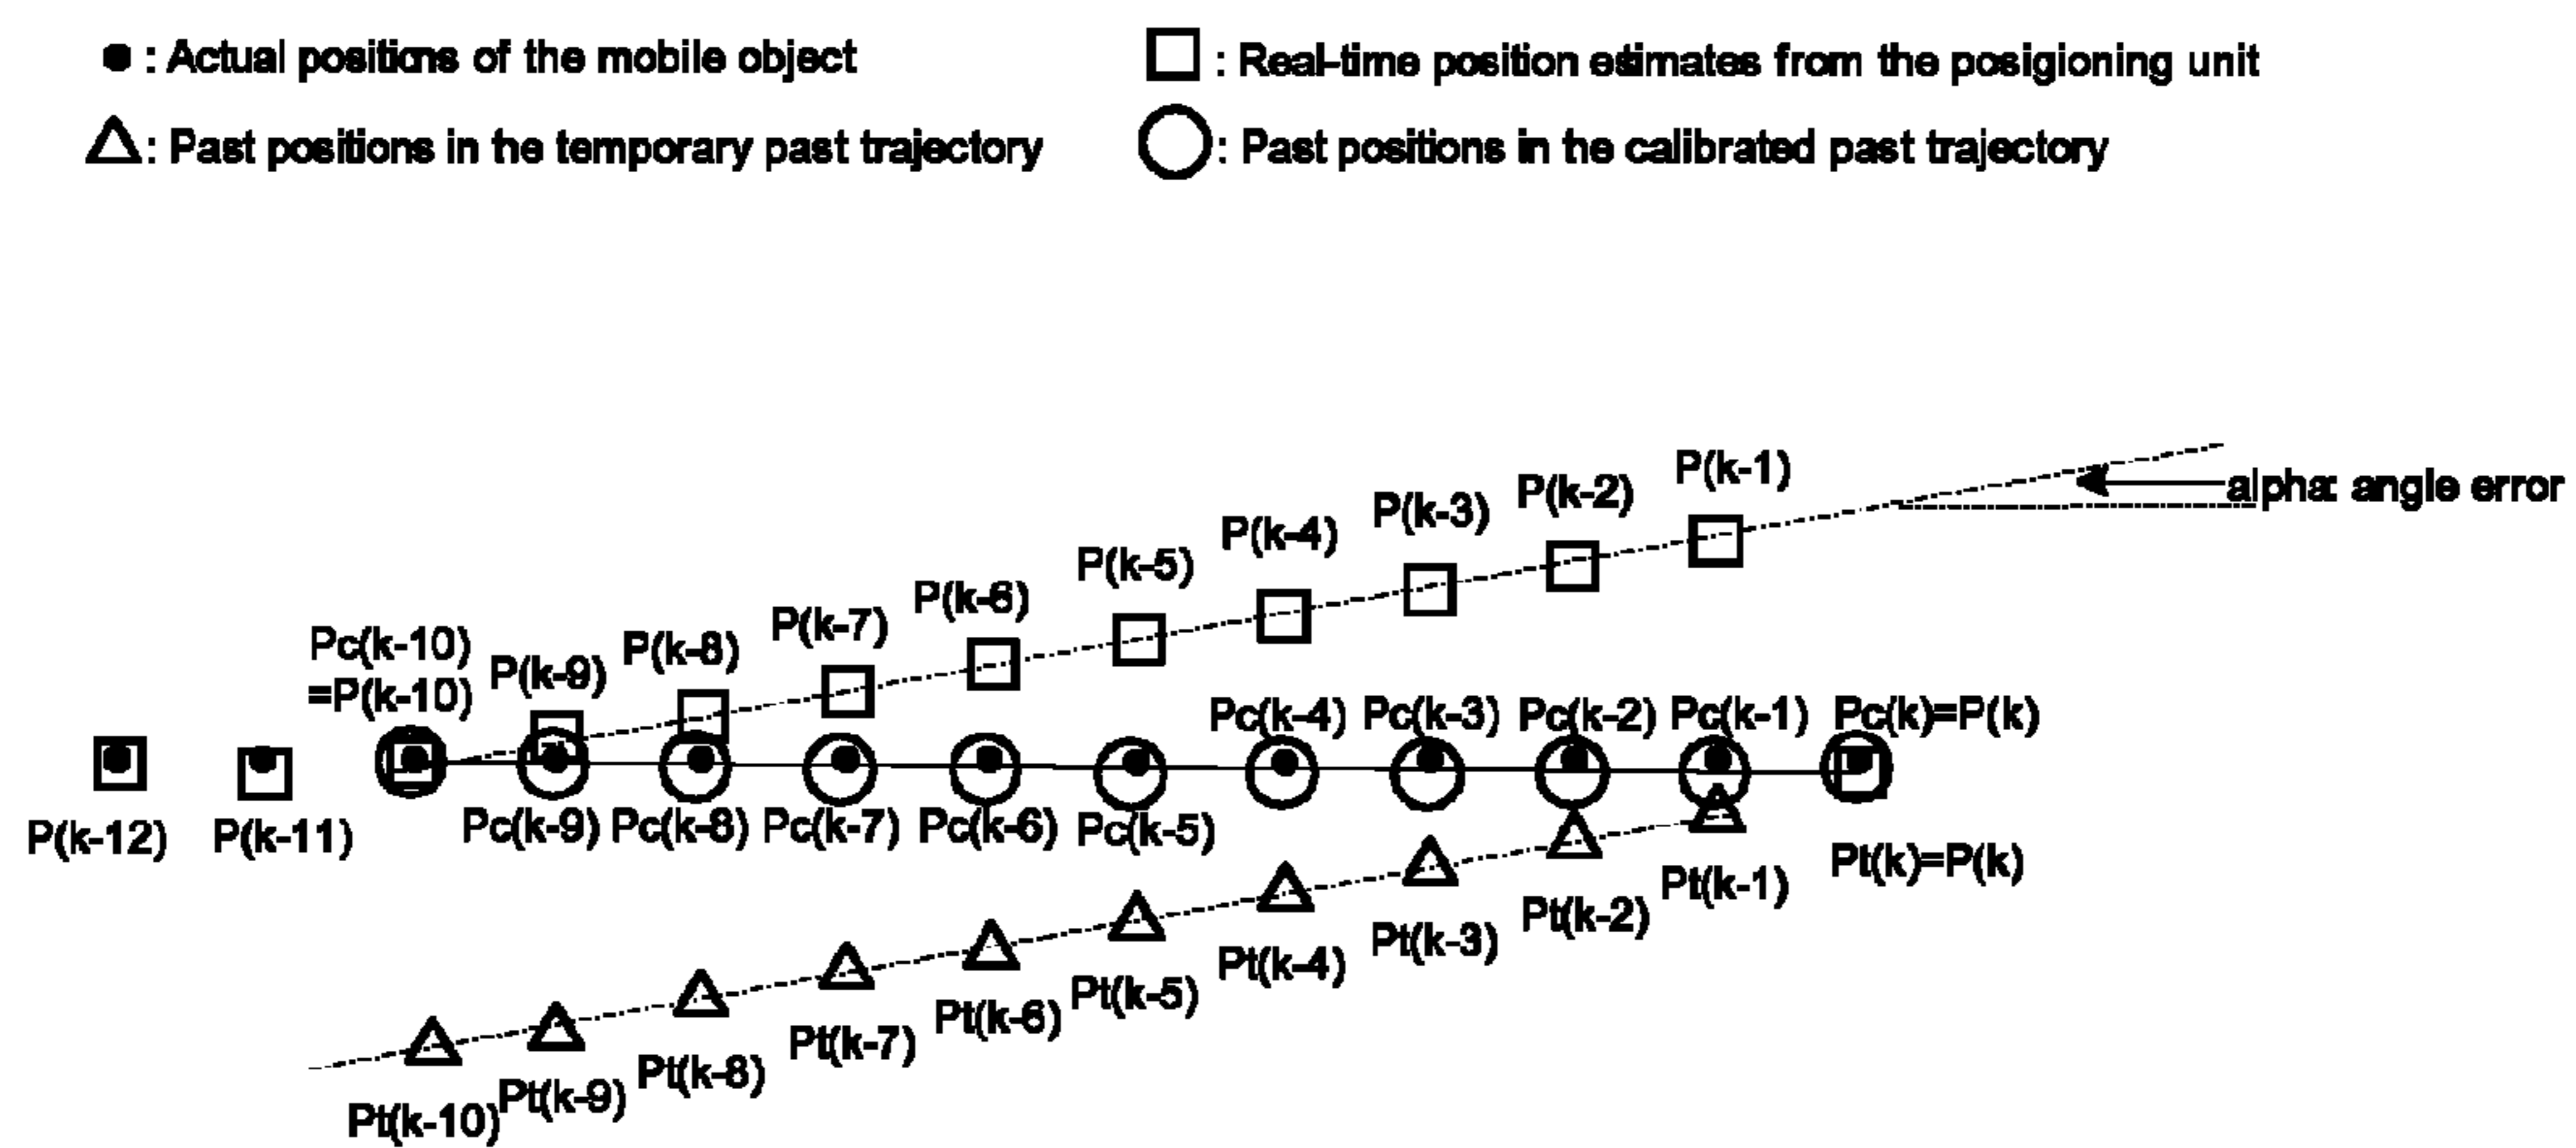 : Actual positions of the mobile object
: Real-time position estimates from the posigioning unit
: Past positions in he temporary past trajectory
: Past positions in he calibrated past trajectory
P(k-1)
alpha: angle error
P(k-2)
P(k-3)
P(k-4)
P(k-5)
P(k-6)
P(k-7)
P(k-8)
P(k-9)
Pc(k-10)
=P(k-10)
Pc(k-4) Pc(k-3) Pc(k-2) Pc(k-1) Pc(k)=P(k)
P(k-12) P(k-11) Pc(k-9) Pc(k-8) Pc(k-7) Pc(k-6) Pc(k-5)
Pt(k)=P(k)
Pt(k-1)
Pt(k-2)
Pt(k-3)
Pt(k-4)
Pt(k-5)
Pt(k-6)
Pt(k-7)
Pt(k-8)
Pt(k-9)
Pt(k-10)